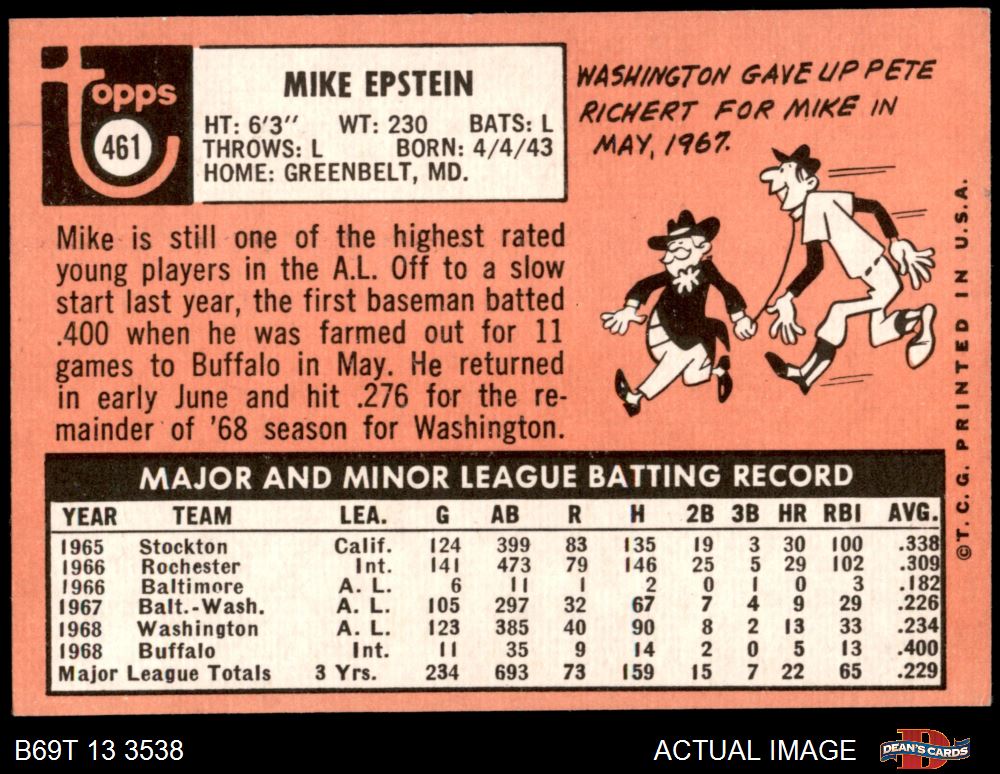 topps
461
MIKE EPSTEIN
HT: 6'3" WT: 230 BATS: L
THROWS: L BORN: 4/4/43
HOME: GREENBELT, MD.
WASHINGTON GAVE UP PETE
RICHERT FOR MIKE IN
MAY, 1967.
Mike is still one of the highest rated
young players in the A.L. Off to a slow
start last year, the first baseman batted
.400 when he was farmed out for 11
games to Buffalo in May. He returned
in early June and hit .276 for the re-
mainder of '68 season for Washington.
MAJOR AND MINOR LEAGUE BATTING RECORD
YEAR TEAM LEA. G AB R H 2B 3B HR RBI AVG.
1965 Stockton Calif. 124 399 83 135 19 3 30 100 .338
1966 Rochester Int. 141 473 79 146 25 5 29 102 .309
1966 Baltimore A. L. 6 11 1 2 0 1 0 3 .182
1967 Balt.-Wash. A. L. 105 297 32 67 7 4 9 29 .226
1968 Washington A. L. 123 385 40 90 8 2 13 33 .234
1968 Buffalo Int. 11 35 9 14 2 0 5 13 .400
Major League Totals 3 Yrs. 234 693 73 159 15 7 22 65 .229
©T. C. G. PRINTED IN U.S.A.
B69T 13 3538 ACTUAL IMAGE
DEAN'S CARDS